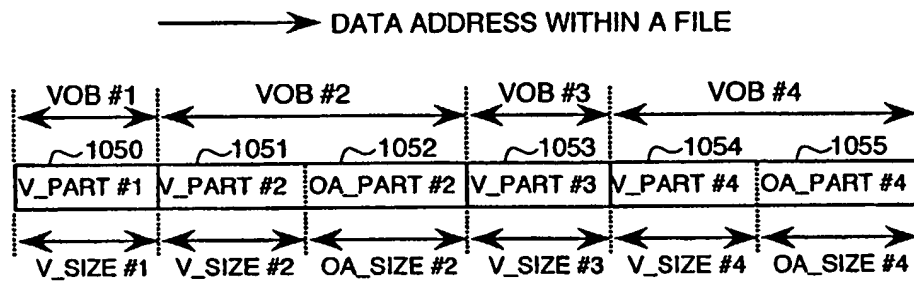 DATA ADDRESS WITHIN A FILE
VOB #1 VOB #2 VOB #3 VOB #4
1050 1051 1052 1053 1054 1055
V_PART #1 V_PART #2 OA_PART #2 V_PART #3 V_PART #4 OA_PART #4
V_SIZE #1 V_SIZE #2 OA_SIZE #2 V_SIZE #3 V_SIZE #4 OA_SIZE #4